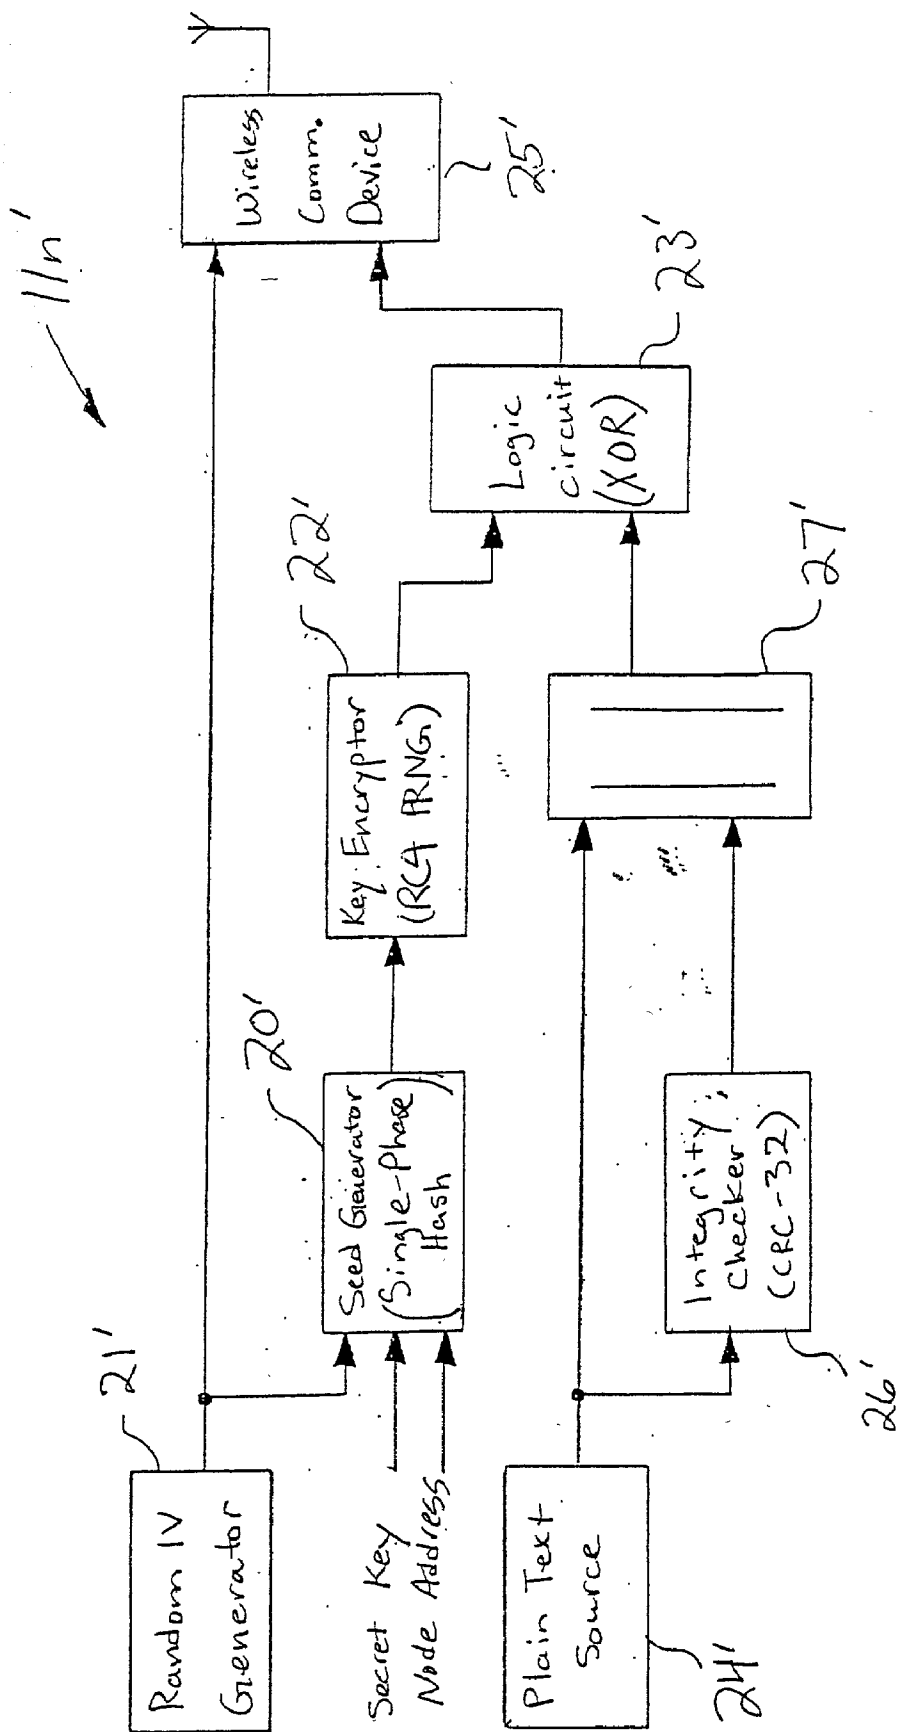 11n'
Random IV
Generator
21'
Secret Key
Node Address
Seed Generator
(Single-Phase
Hash)
20'
Key Encryptor
(RC4 PRNG)
22'
Plain Text
Source
24'
Integrity
Checker
(CRC-32)
26'
27'
Logic
Circuit
(XOR)
23'
Wireless
Comm.
Device
25'